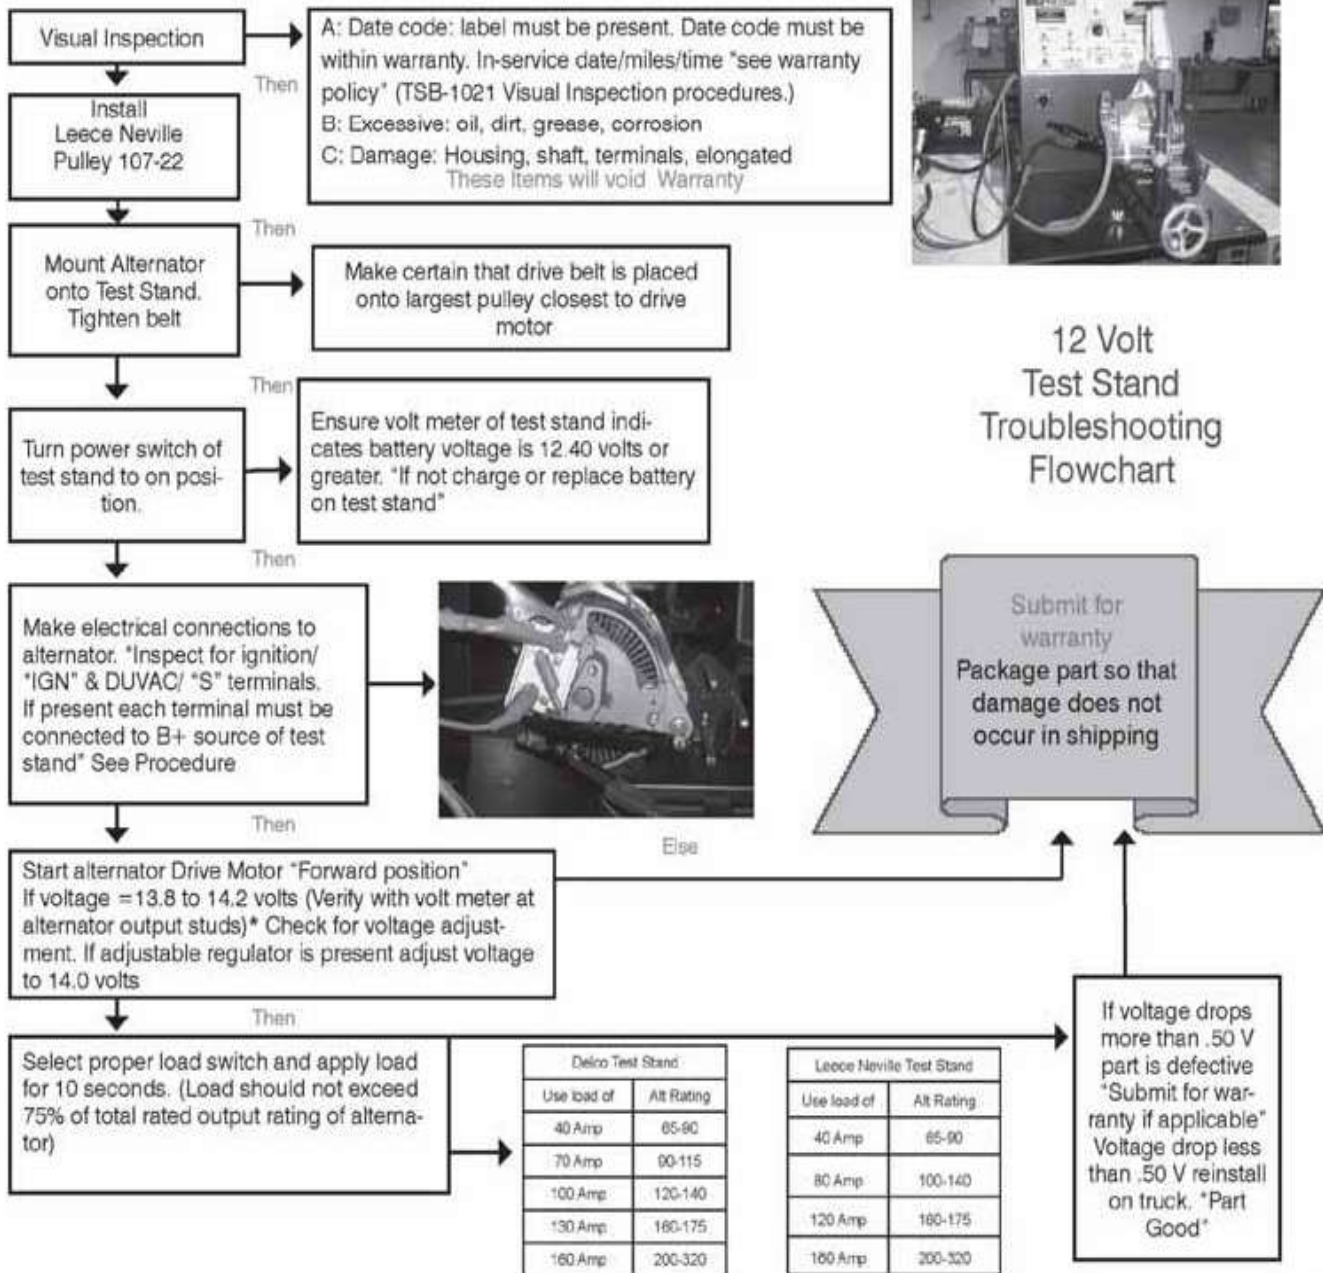 Visual Inspection
Then
A: Date code: label must be present. Date code must be
within warranty. In-service date/miles/time "see warranty
policy" (TSB-1021 Visual Inspection procedures.)
B: Excessive: oil, dirt, grease, corrosion
C: Damage: Housing, shaft, terminals, elongated
These Items will void Warranty
Install
Leece Neville
Pulley 107-22
Then
Mount Alternator
onto Test Stand.
Tighten belt
Make certain that drive belt is placed
onto largest pulley closest to drive
motor
12 Volt
Test Stand
Troubleshooting
Flowchart
Then
Turn power switch of
test stand to on posi-
tion.
Ensure volt meter of test stand indi-
cates battery voltage is 12.40 volts or
greater. "If not charge or replace battery
on test stand"
Then
Make electrical connections to
alternator. "Inspect for ignition/
"IGN" & DUVAC/ "S" terminals.
If present each terminal must be
connected to B+ source of test
stand" See Procedure
Submit for
warranty
Package part so that
damage does not
occur in shipping
Then
Else
Start alternator Drive Motor "Forward position"
If voltage =13.8 to 14.2 volts (Verify with volt meter at
alternator output studs)* Check for voltage adjust-
ment. If adjustable regulator is present adjust voltage
to 14.0 volts
Then
Select proper load switch and apply load
for 10 seconds. (Load should not exceed
75% of total rated output rating of alterna-
tor)
Delco Test Stand
Use load of Alt Rating
40 Amp 65-90
70 Amp 90-115
100 Amp 120-140
130 Amp 160-175
160 Amp 200-320
Leece Neville Test Stand
Use load of Alt Rating
40 Amp 65-90
80 Amp 100-140
120 Amp 160-175
160 Amp 200-320
If voltage drops
more than .50 V
part is defective
"Submit for war-
ranty if applicable"
Voltage drop less
than .50 V reinstall
on truck. "Part
Good"